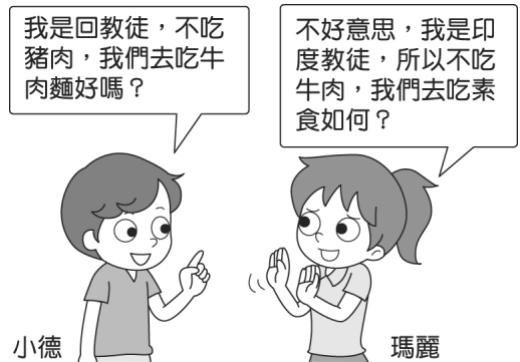 我是回教徒，不吃
豬肉，我們去吃牛
肉麵好嗎？
不好意思，我是印
度教徒，所以不吃
牛肉，我們去吃素
食如何？
小德
瑪麗